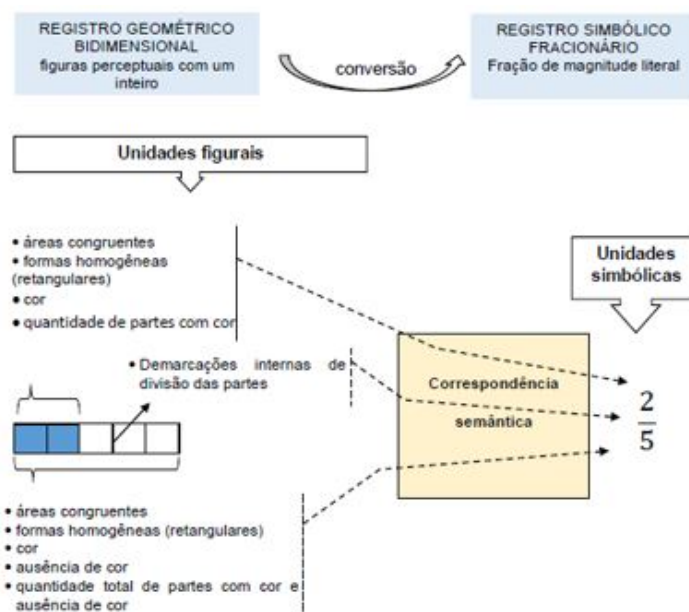 REGISTRO GEOMÉTRICO
BIDIMENSIONAL
figuras perceptuais com um
inteiro
conversão
REGISTRO SIMBÓLICO
FRACIONÁRIO
Fração de magnitude literal
Unidades figurais
• áreas congruentes
• formas homogêneas
(retangulares)
• cor
• quantidade de partes com cor
Unidades
simbólicas
• Demarcações internas de
divisão das partes
Correspondência
semântica
2
5
• áreas congruentes
• formas homogêneas (retangulares)
• cor
• ausência de cor
• quantidade total de partes com cor e
ausência de cor